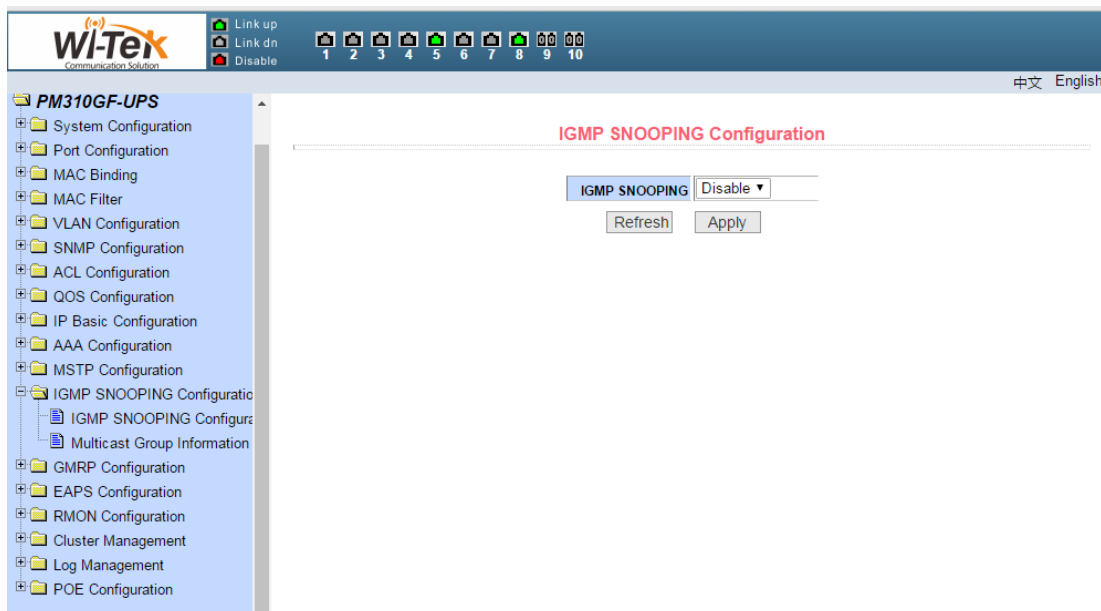 WI-TEK
Communication Solution
Link up
Link dn
Disable
1 2 3 4 5 6 7 8 9 10
中文 English
PM310GF-UPS
System Configuration
Port Configuration
MAC Binding
MAC Filter
VLAN Configuration
SNMP Configuration
ACL Configuration
QOS Configuration
IP Basic Configuration
AAA Configuration
MSTP Configuration
IGMP SNOOPING Configuratio
IGMP SNOOPING Configura
Multicast Group Information
GMRP Configuration
EAPS Configuration
RMON Configuration
Cluster Management
Log Management
POE Configuration
IGMP SNOOPING Configuration
IGMP SNOOPING Disable
Refresh Apply